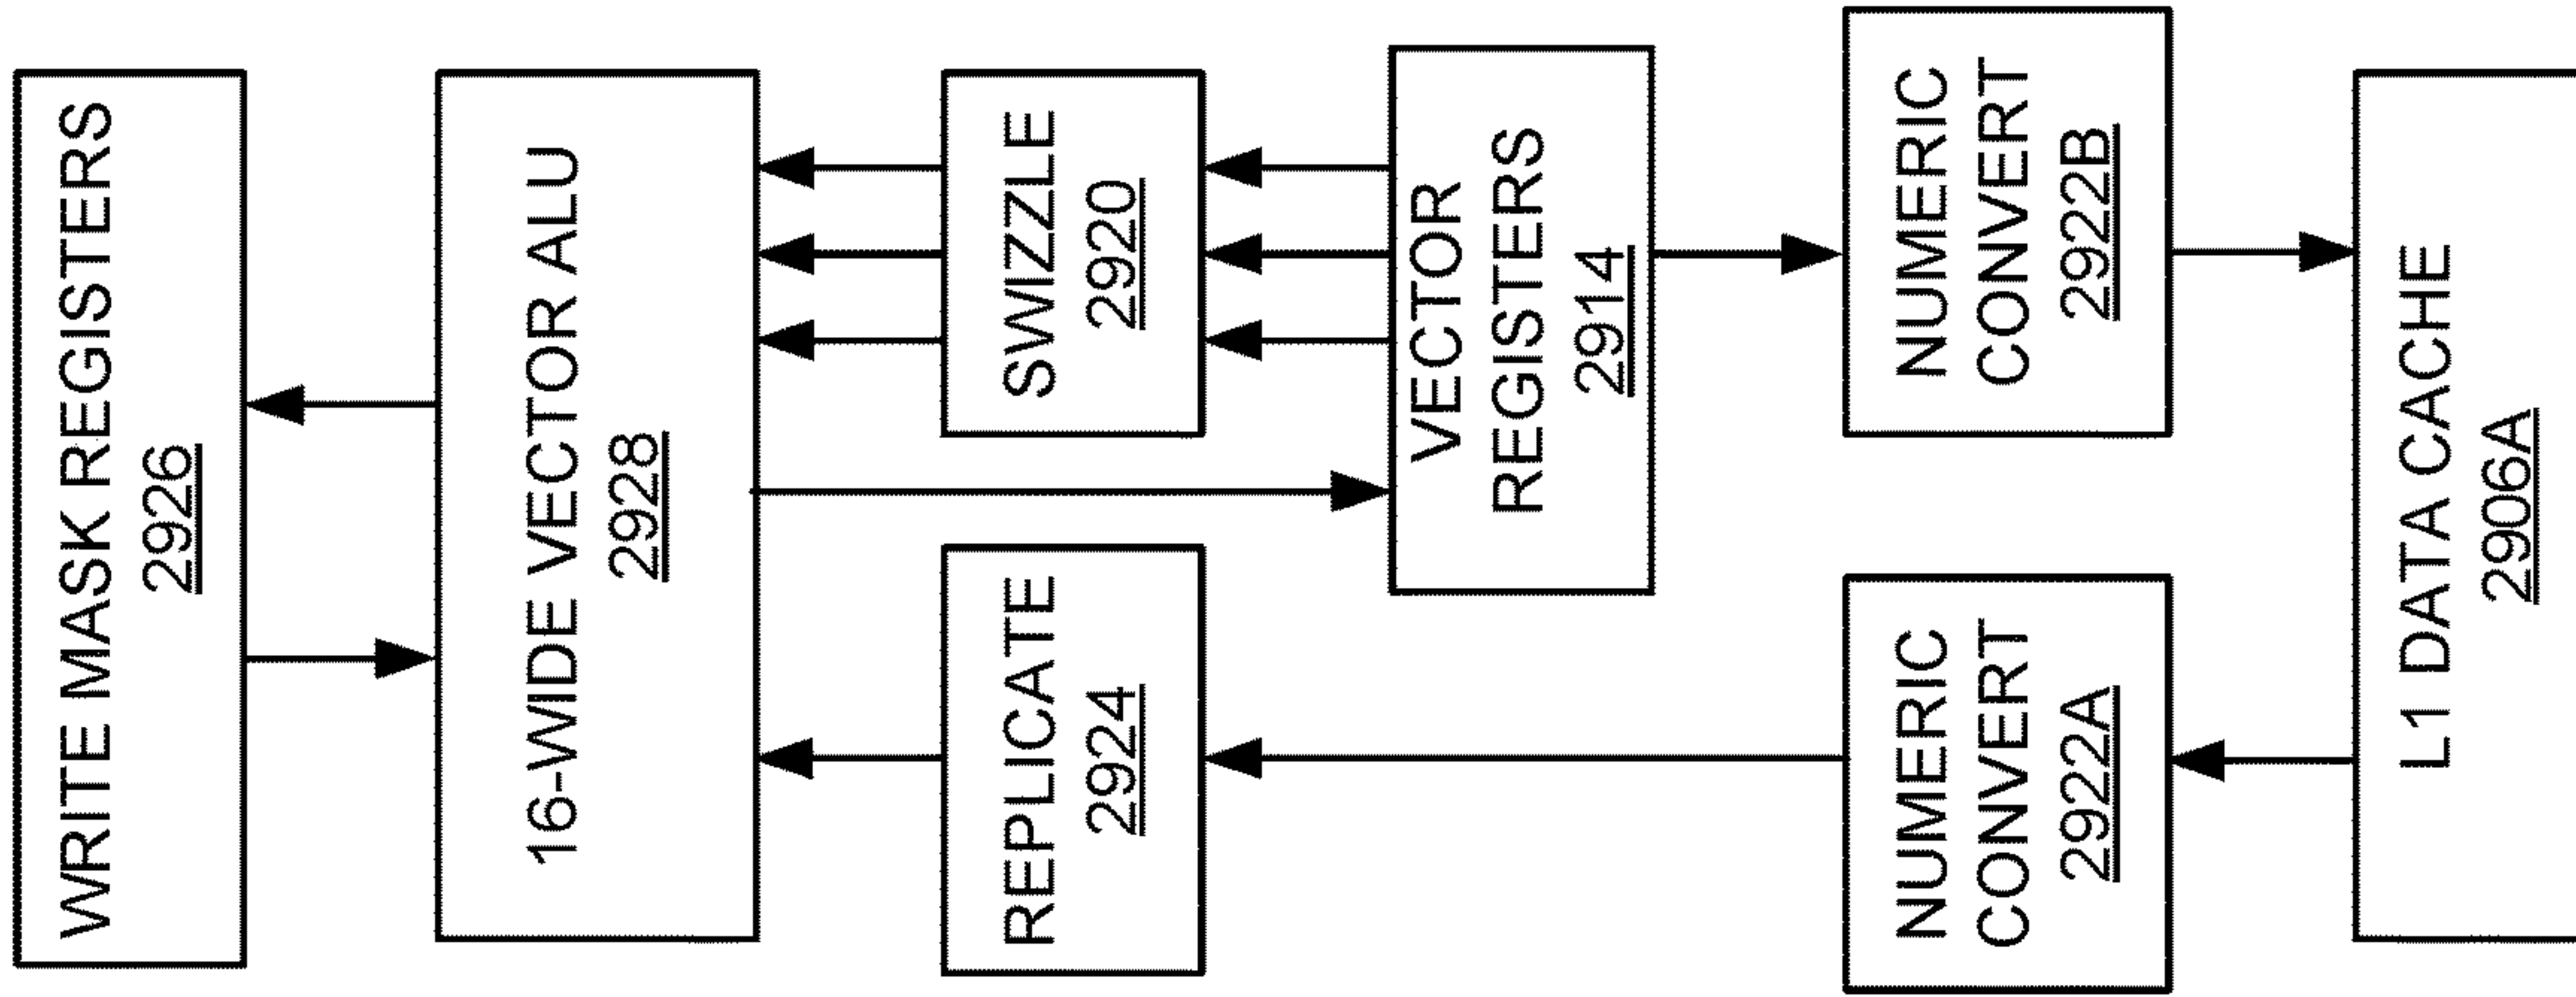 WRITE MASK REGISTERS
2926
16-WIDE VECTOR ALU
2928
REPLICATE
2924
SWIZZLE
2920
VECTOR
REGISTERS
2914
NUMERIC
CONVERT
2922A
NUMERIC
CONVERT
2922B
L1 DATA CACHE
2906A